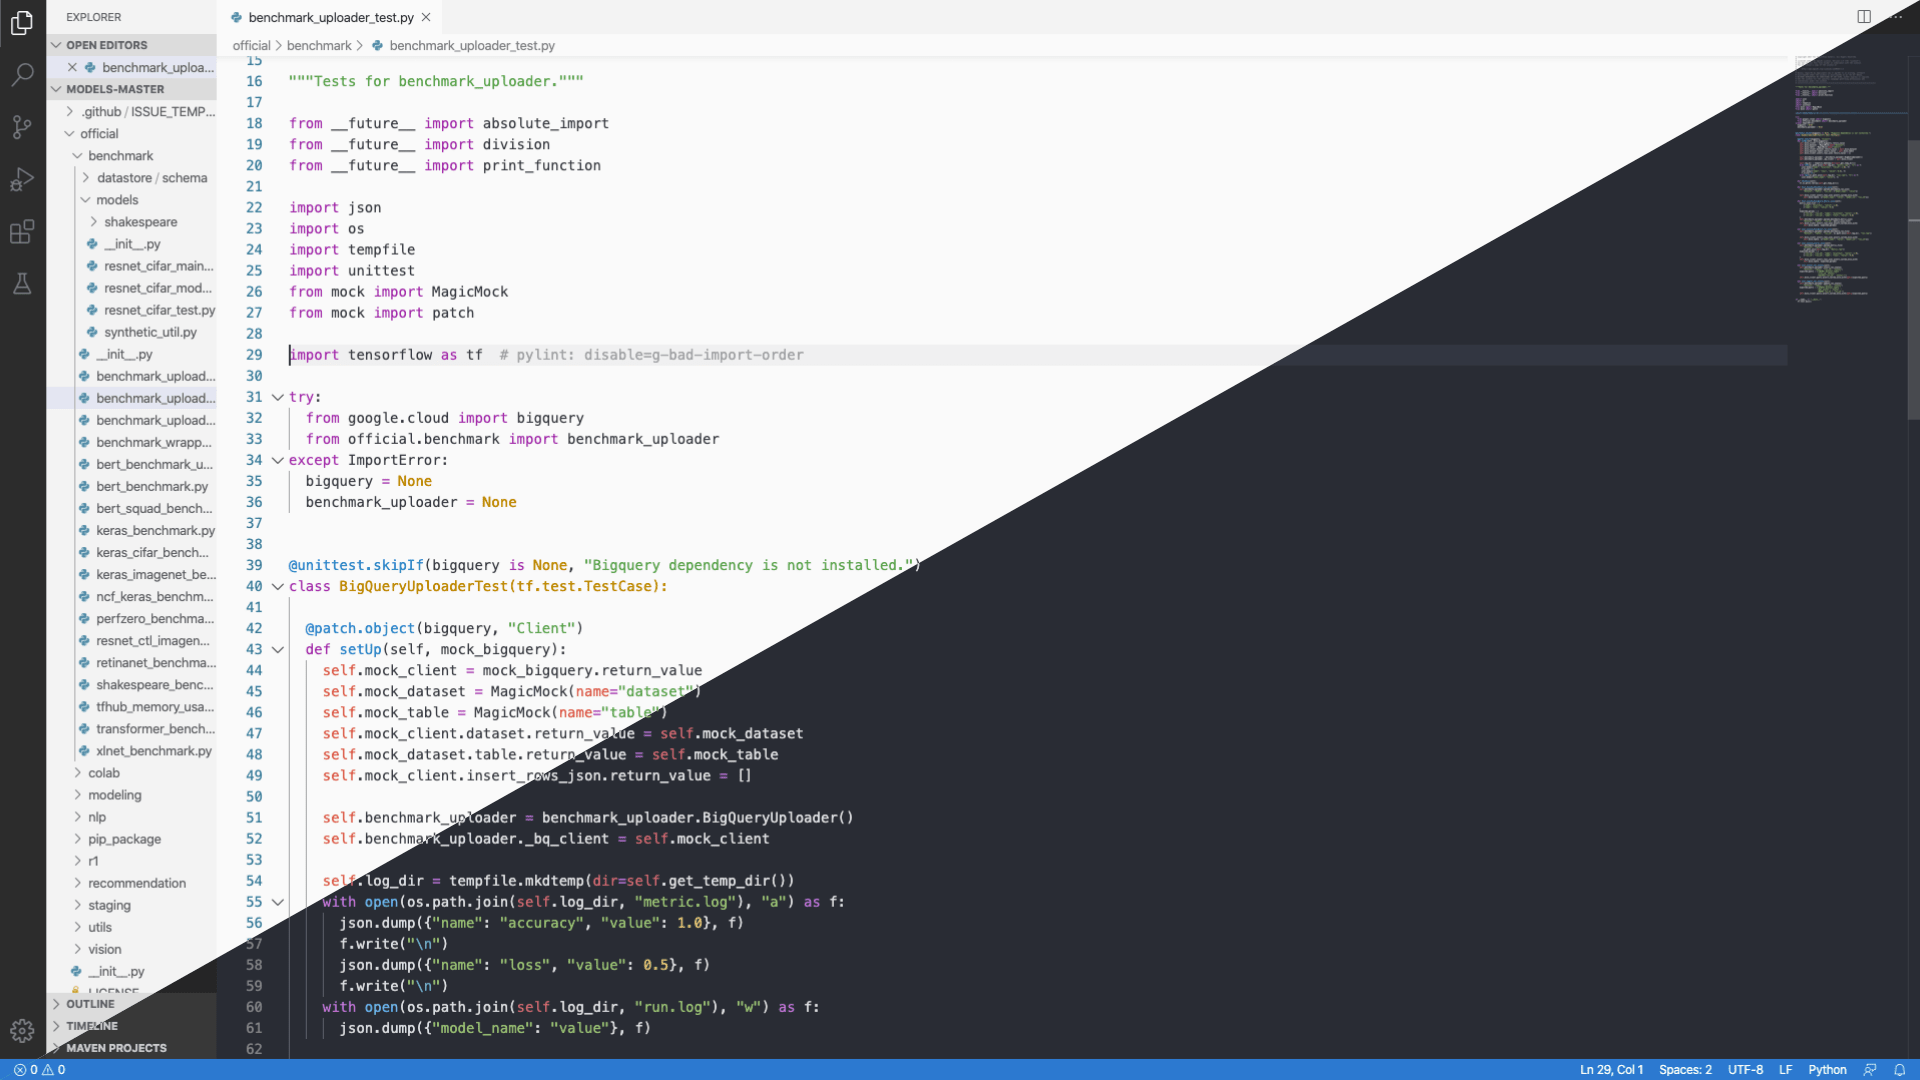 EXPLORER
OPEN EDITORS
benchmark_uploa...
MODELS-MASTER
.github / ISSUE_TEMP...
official
benchmark
datastore / schema
models
shakespeare
__init__.py
resnet_cifar_main...
resnet_cifar_mod...
resnet_cifar_test.py
synthetic_util.py
__init__.py
benchmark_upload...
benchmark_upload...
benchmark_upload...
benchmark_wrapp...
bert_benchmark_u...
bert_benchmark.py
bert_squad_bench...
keras_benchmark.py
keras_cifar_bench...
keras_imagenet_be...
ncf_keras_benchm...
perfzero_benchma...
resnet_ctl_imagen...
retinanet_benchma...
shakespeare_benc...
tfhub_memory_usa...
transformer_bench...
xlnet_benchmark.py
colab
modeling
nlp
pip_package
r1
recommendation
staging
utils
vision
__init__.py
LICENSE
OUTLINE
TIMELINE
MAVEN PROJECTS
benchmark_uploader_test.py
official > benchmark > benchmark_uploader_test.py
15
16 """Tests for benchmark_uploader."""
17
18 from __future__ import absolute_import
19 from __future__ import division
20 from __future__ import print_function
21
22 import json
23 import os
24 import tempfile
25 import unittest
26 from mock import MagicMock
27 from mock import patch
28
29 import tensorflow as tf  # pylint: disable=g-bad-import-order
30
31 try:
32   from google.cloud import bigquery
33   from official.benchmark import benchmark_uploader
34 except ImportError:
35   bigquery = None
36   benchmark_uploader = None
37
38
39 @unittest.skipIf(bigquery is None, "Bigquery dependency is not installed.")
40 class BigQueryUploaderTest(tf.test.TestCase):
41
42   @patch.object(bigquery, "Client")
43   def setUp(self, mock_bigquery):
44     self.mock_client = mock_bigquery.return_value
45     self.mock_dataset = MagicMock(name="dataset")
46     self.mock_table = MagicMock(name="table")
47     self.mock_client.dataset.return_value = self.mock_dataset
48     self.mock_dataset.table.return_value = self.mock_table
49     self.mock_client.insert_rows_json.return_value = []
50
51     self.benchmark_uploader = benchmark_uploader.BigQueryUploader()
52     self.benchmark_uploader._bq_client = self.mock_client
53
54     self.log_dir = tempfile.mkdtemp(dir=self.get_temp_dir())
55     with open(os.path.join(self.log_dir, "metric.log"), "a") as f:
56       json.dump({"name": "accuracy", "value": 1.0}, f)
57       f.write("\n")
58       json.dump({"name": "loss", "value": 0.5}, f)
59       f.write("\n")
60     with open(os.path.join(self.log_dir, "run.log"), "w") as f:
61       json.dump({"model_name": "value"}, f)
62
0 0
Ln 29, Col 1 Spaces: 2 UTF-8 LF Python